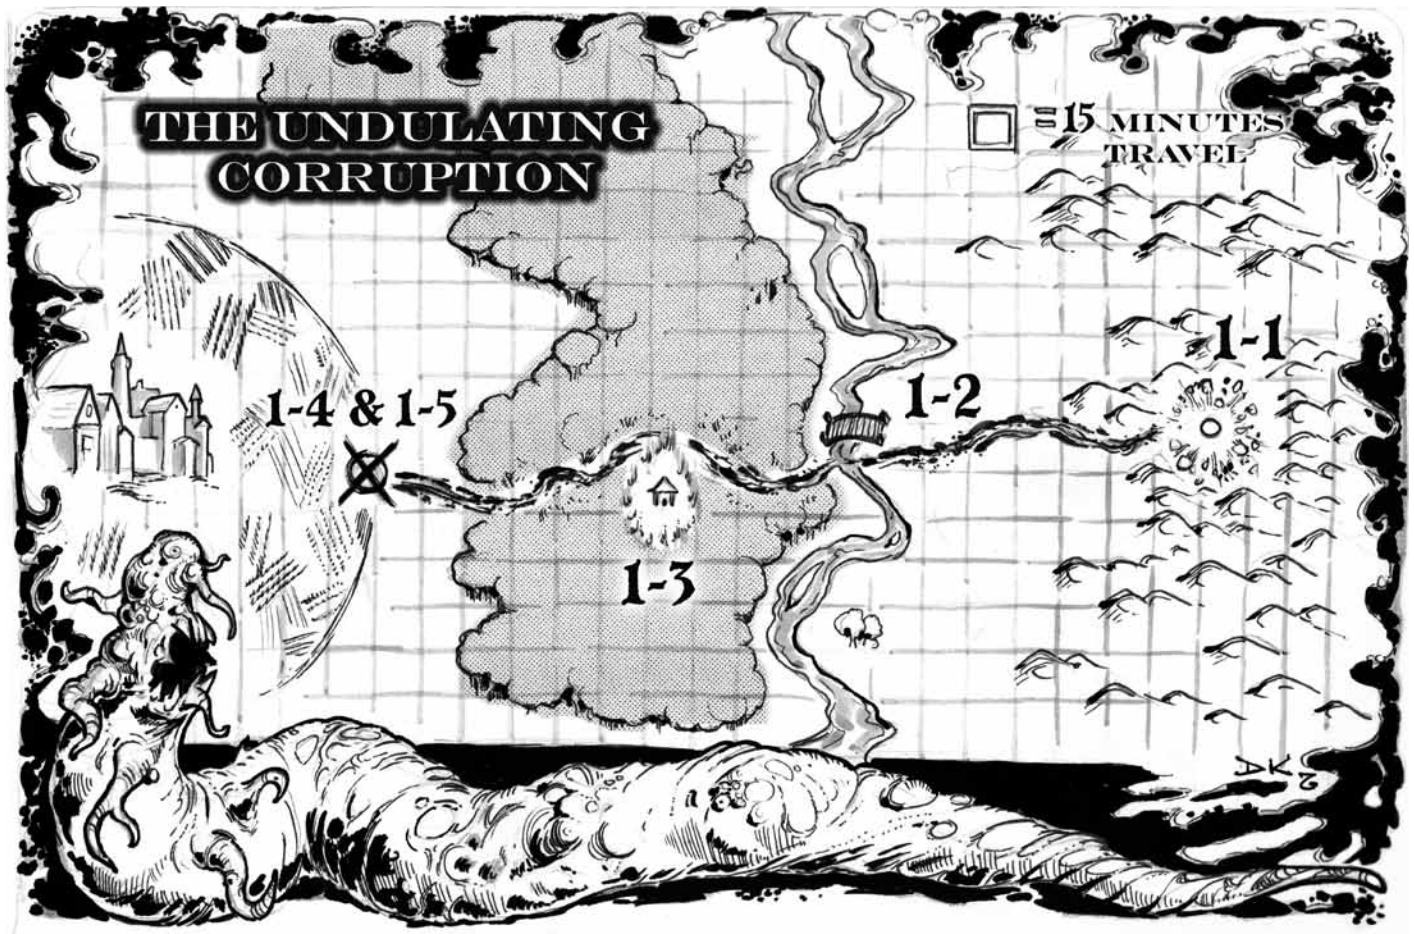 THE UNDULATING
CORRUPTION
=15 MINUTES
TRAVEL
1-1
1-2
1-4 & 1-5
1-3